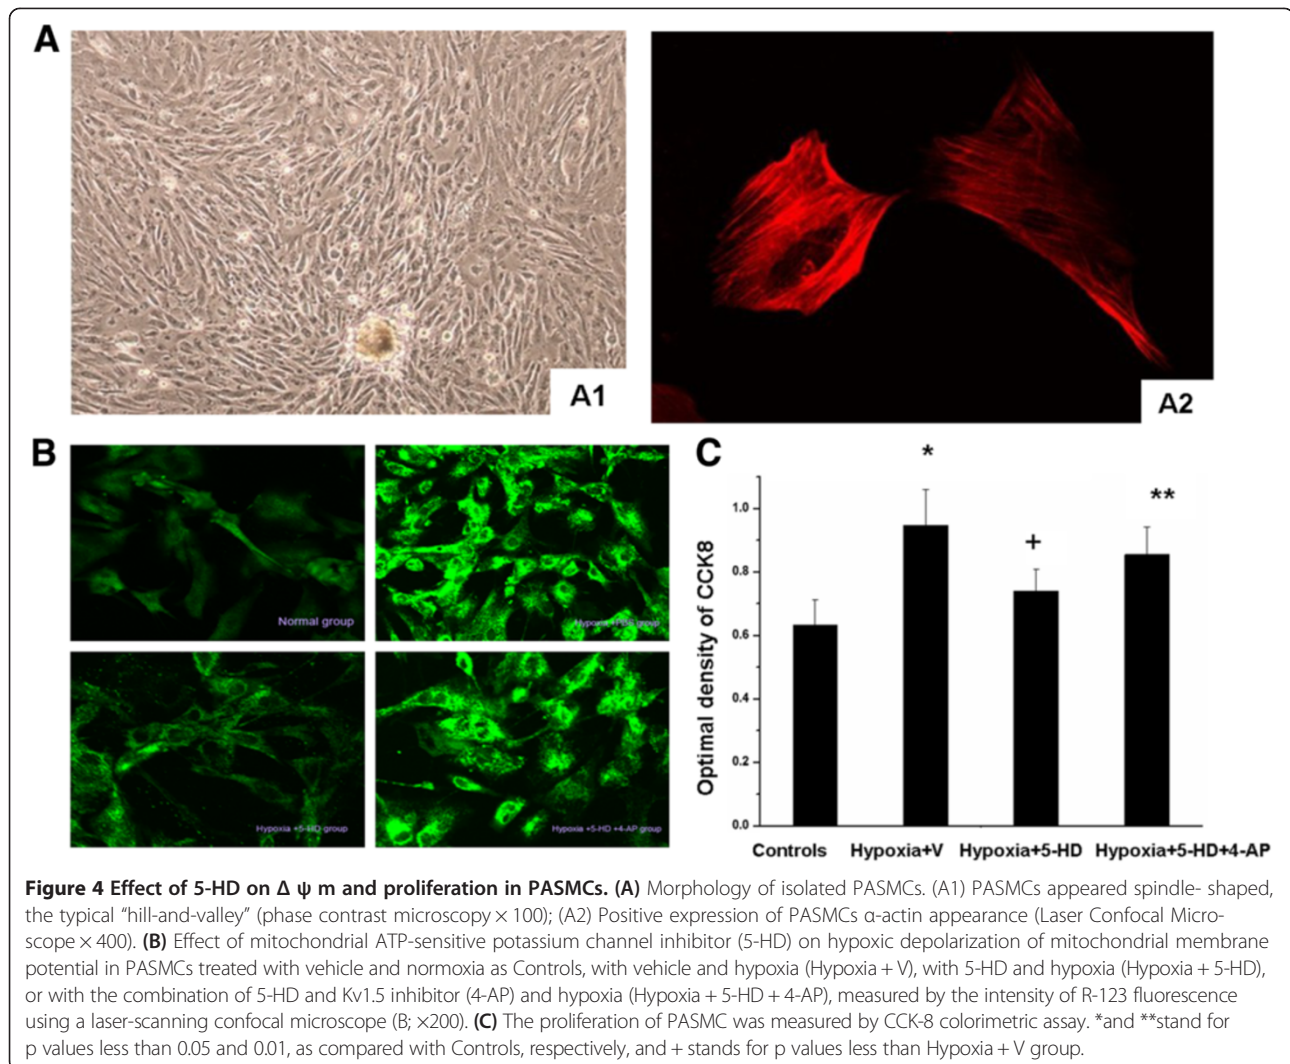 A
A1
A2
B
Normal group
Hypoxia +5-HD group
Hypoxia +5-HD +4-AP group
C
Optimal density of CCK8
1.0
0.8
0.6
0.4
0.2
0.0
*
+
**
Controls
Hypoxia+V
Hypoxia+5-HD
Hypoxia+5-HD+4-AP
Figure 4 Effect of 5-HD on Δ ψ m and proliferation in PASMCs. (A) Morphology of isolated PASMCs. (A1) PASMCs appeared spindle- shaped,
the typical "hill-and-valley" (phase contrast microscopy × 100); (A2) Positive expression of PASMCs α-actin appearance (Laser Confocal Micro-
scope × 400). (B) Effect of mitochondrial ATP-sensitive potassium channel inhibitor (5-HD) on hypoxic depolarization of mitochondrial membrane
potential in PASMCs treated with vehicle and normoxia as Controls, with vehicle and hypoxia (Hypoxia + V), with 5-HD and hypoxia (Hypoxia + 5-HD),
or with the combination of 5-HD and Kv1.5 inhibitor (4-AP) and hypoxia (Hypoxia + 5-HD + 4-AP), measured by the intensity of R-123 fluorescence
using a laser-scanning confocal microscope (B; ×200). (C) The proliferation of PASMC was measured by CCK-8 colorimetric assay. *and **stand for
p values less than 0.05 and 0.01, as compared with Controls, respectively, and + stands for p values less than Hypoxia + V group.